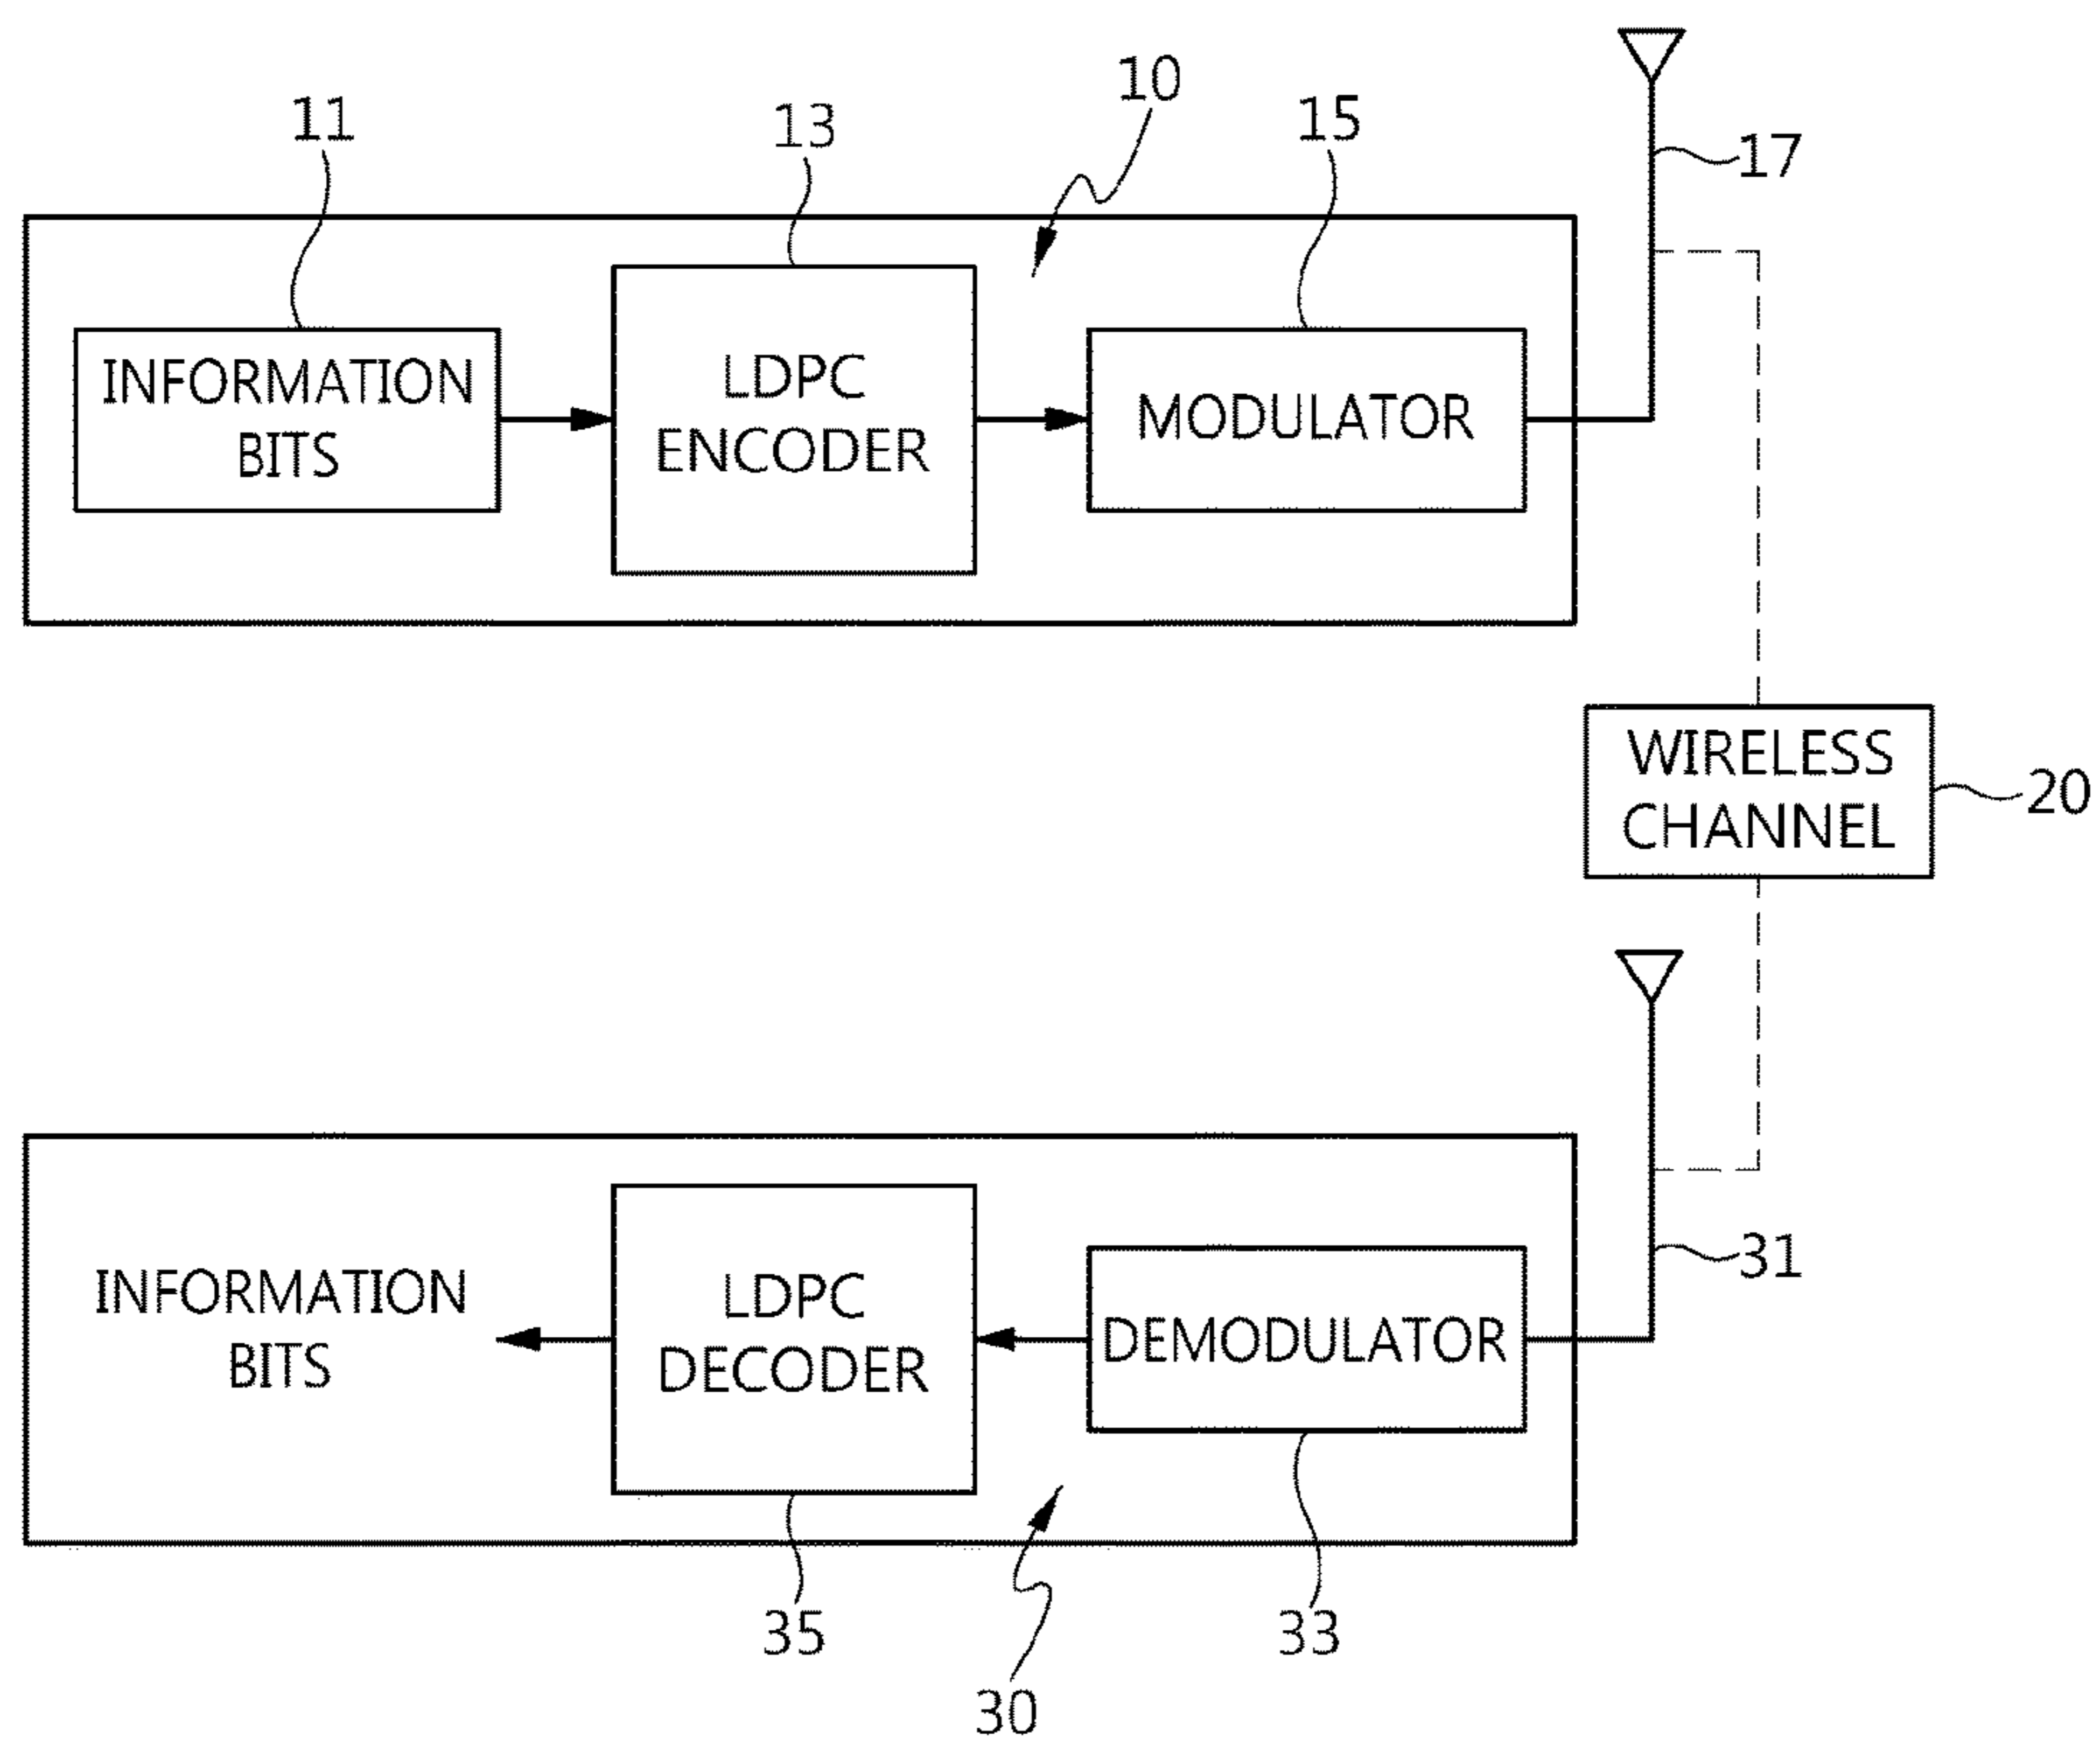 10
11
13
15
17
INFORMATION
BITS
LDPC
ENCODER
MODULATOR
WIRELESS
CHANNEL
20
31
INFORMATION
BITS
LDPC
DECODER
DEMODULATOR
35
33
30